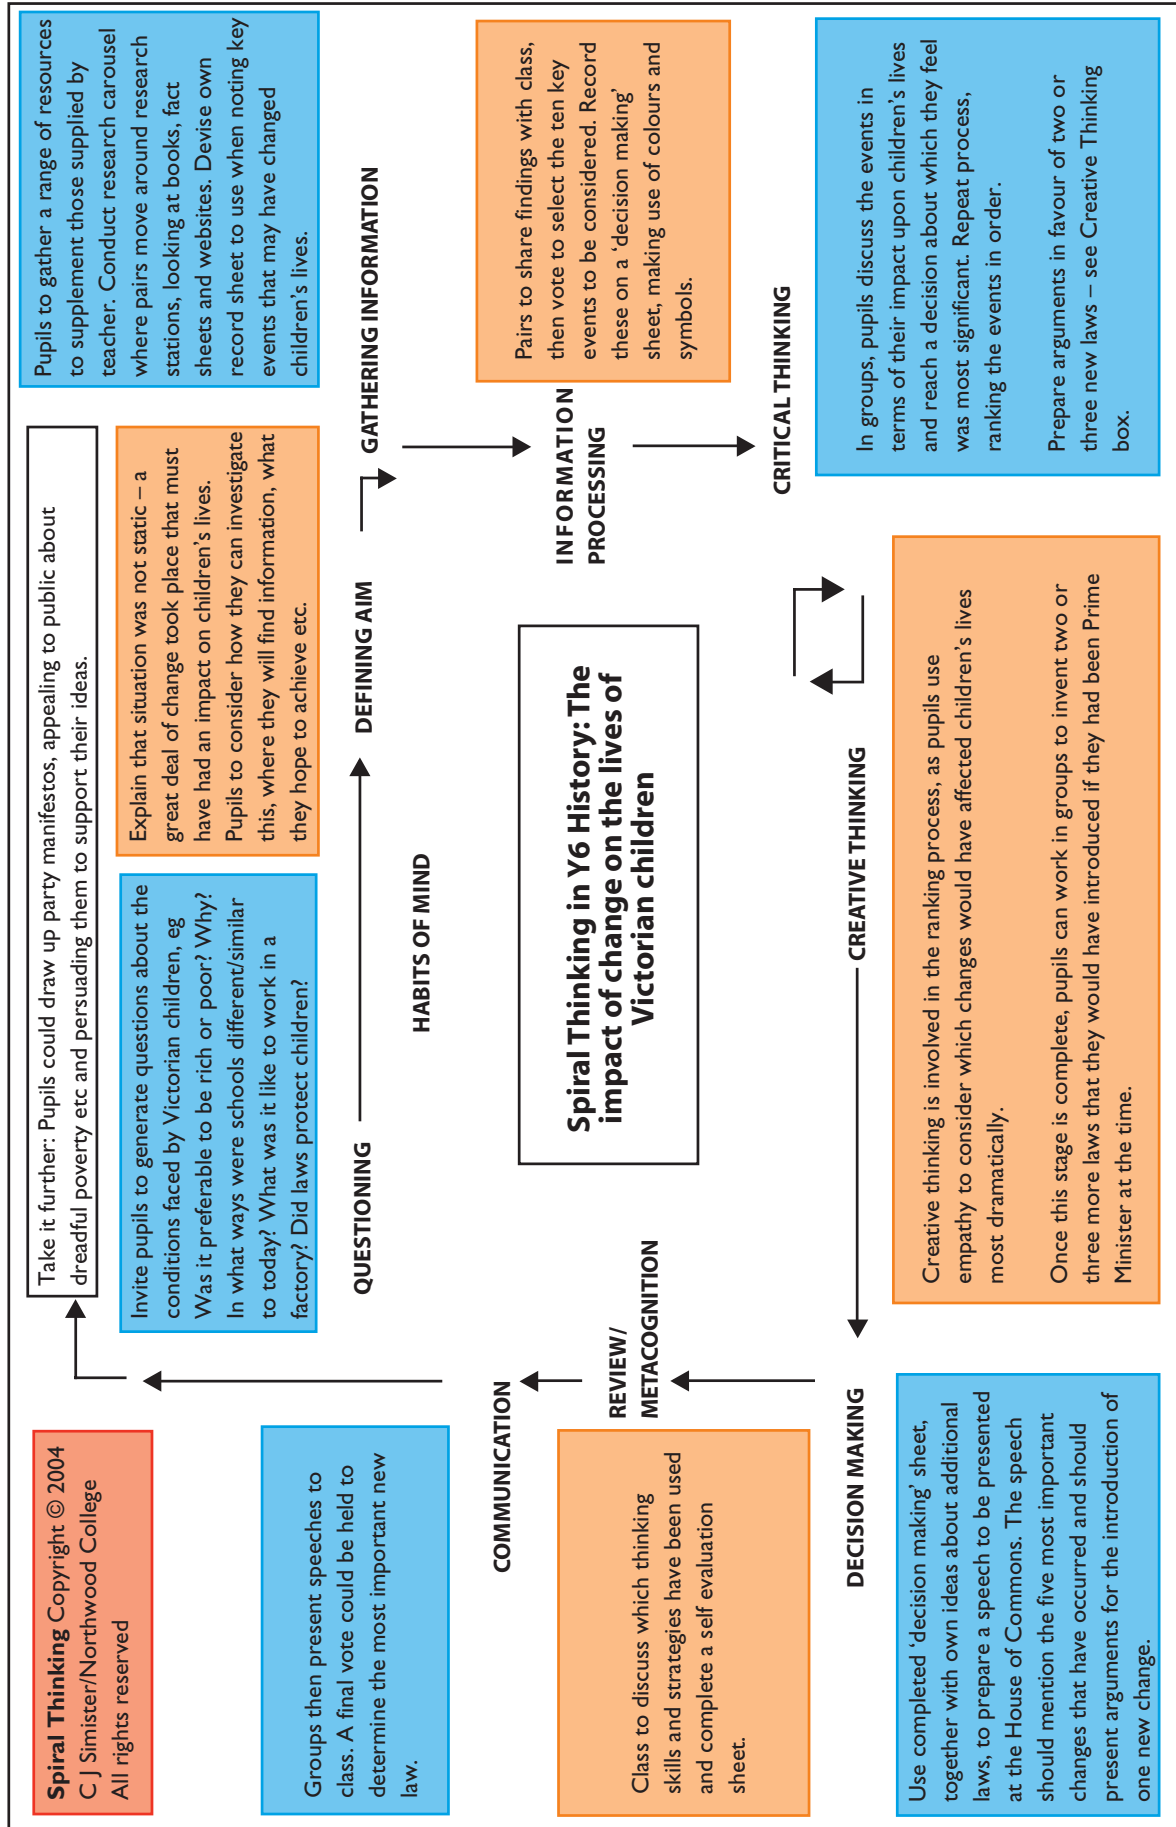 Spiral Thinking Copyright © 2004
C J Simister/Northwood College
All rights reserved
Take it further: Pupils could draw up party manifestos, appealing to public about
dreadful poverty etc and persuading them to support their ideas.
Invite pupils to generate questions about the
conditions faced by Victorian children, eg
Was it preferable to be rich or poor? Why?
In what ways were schools different/similar
to today? What was it like to work in a
factory? Did laws protect children?
QUESTIONING
Explain that situation was not static – a
great deal of change took place that must
have had an impact on children's lives.
Pupils to consider how they can investigate
this, where they will find information, what
they hope to achieve etc.
DEFINING AIM
Pupils to gather a range of resources
to supplement those supplied by
teacher. Conduct research carousel
where pairs move around research
stations, looking at books, fact
sheets and websites. Devise own
record sheet to use when noting key
events that may have changed
children's lives.
GATHERING INFORMATION
HABITS OF MIND
Groups then present speeches to
class. A final vote could be held to
determine the most important new
law.
COMMUNICATION
Spiral Thinking in Y6 History: The
impact of change on the lives of
Victorian children
INFORMATION
PROCESSING
Pairs to share findings with class,
then vote to select the ten key
events to be considered. Record
these on a ‘decision making’
sheet, making use of colours and
symbols.
Class to discuss which thinking
skills and strategies have been used
and complete a self evaluation
sheet.
REVIEW/
METACOGNITION
CRITICAL THINKING
In groups, pupils discuss the events in
terms of their impact upon children's lives
and reach a decision about which they feel
was most significant. Repeat process,
ranking the events in order.
Prepare arguments in favour of two or
three new laws – see Creative Thinking
box.
CREATIVE THINKING
Creative thinking is involved in the ranking process, as pupils use
empathy to consider which changes would have affected children's lives
most dramatically.
Once this stage is complete, pupils can work in groups to invent two or
three more laws that they would have introduced if they had been Prime
Minister at the time.
DECISION MAKING
Use completed ‘decision making’ sheet,
together with own ideas about additional
laws, to prepare a speech to be presented
at the House of Commons. The speech
should mention the five most important
changes that have occurred and should
present arguments for the introduction of
one new change.